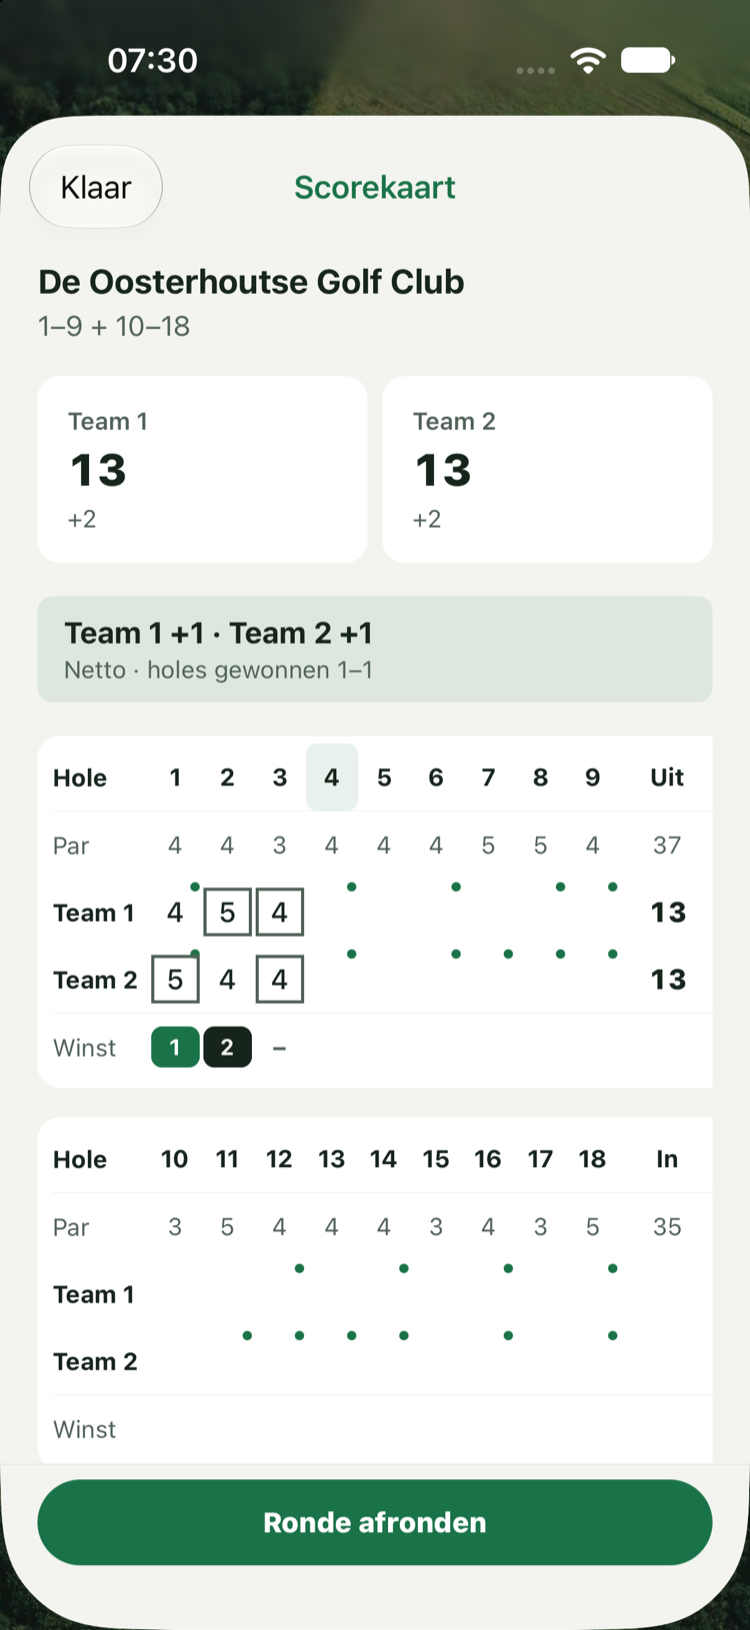 07:30
Klaar
Scorekaart
De Oosterhoutse Golf Club
1–9 + 10–18
Team 1
13
+2
Team 2
13
+2
Team 1 +1 · Team 2 +1
Netto · holes gewonnen 1–1
Hole 1 2 3 4 5 6 7 8 9 Uit
Par 4 4 3 4 4 4 5 5 4 37
Team 1 4 5 4 13
Team 2 5 4 4 13
Winst 1 2 –
Hole 10 11 12 13 14 15 16 17 18 In
Par 3 5 4 4 4 3 4 3 5 35
Team 1
Team 2
Winst
Ronde afronden